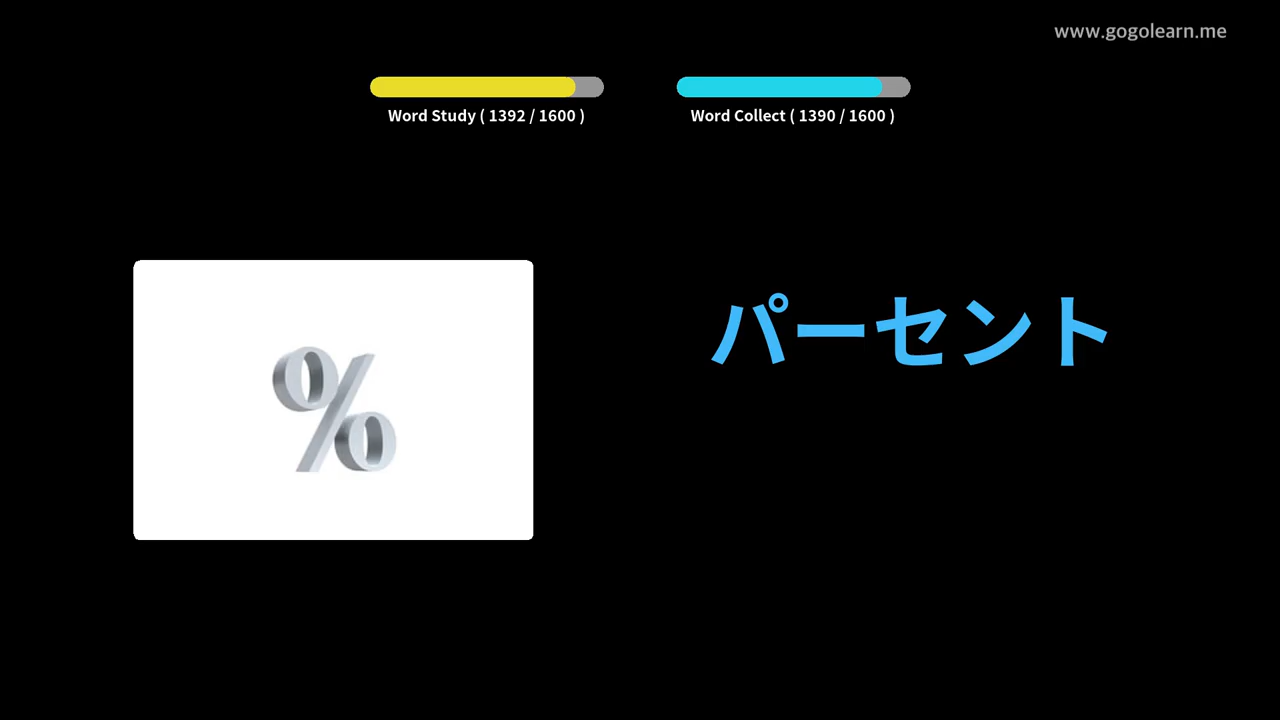 www.gogolearn.me
Word Study ( 1392 / 1600 )
Word Collect ( 1390 / 1600 )
%
パーセント